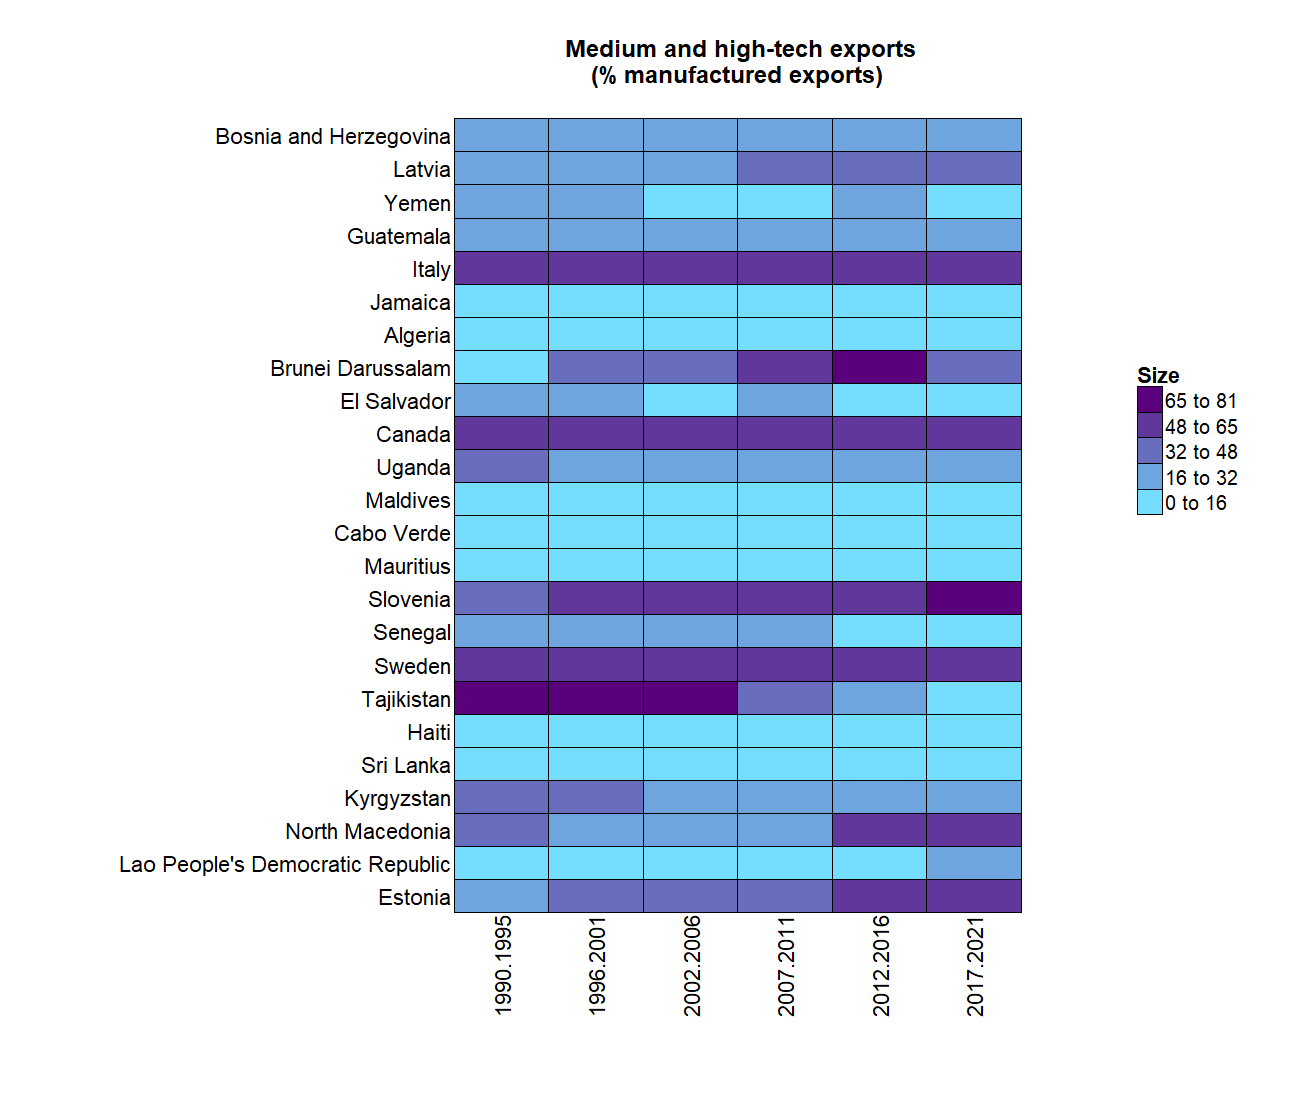 Medium and high-tech exports
(% manufactured exports)
Bosnia and Herzegovina
Latvia
Yemen
Guatemala
Italy
Jamaica
Algeria
Brunei Darussalam
El Salvador
Canada
Uganda
Maldives
Cabo Verde
Mauritius
Slovenia
Senegal
Sweden
Tajikistan
Haiti
Sri Lanka
Kyrgyzstan
North Macedonia
Lao People's Democratic Republic
Estonia
1990.1995
1996.2001
2002.2006
2007.2011
2012.2016
2017.2021
Size
65 to 81
48 to 65
32 to 48
16 to 32
0 to 16